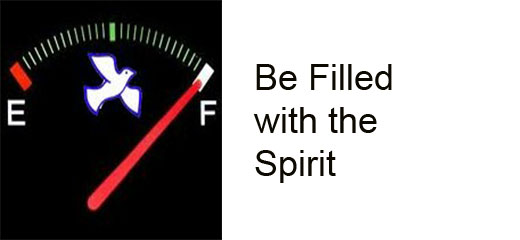 E F
Be Filled
with the
Spirit